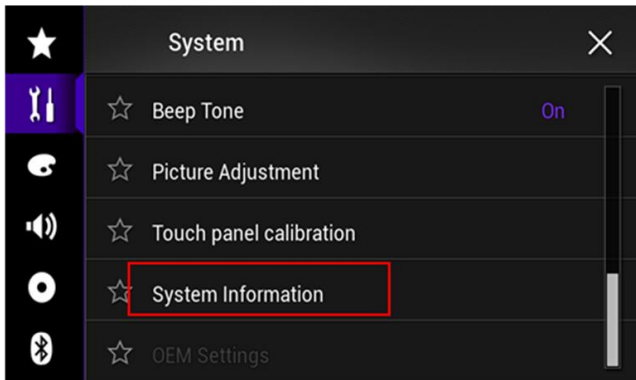 System
Beep Tone On
Picture Adjustment
Touch panel calibration
System Information
OEM Settings